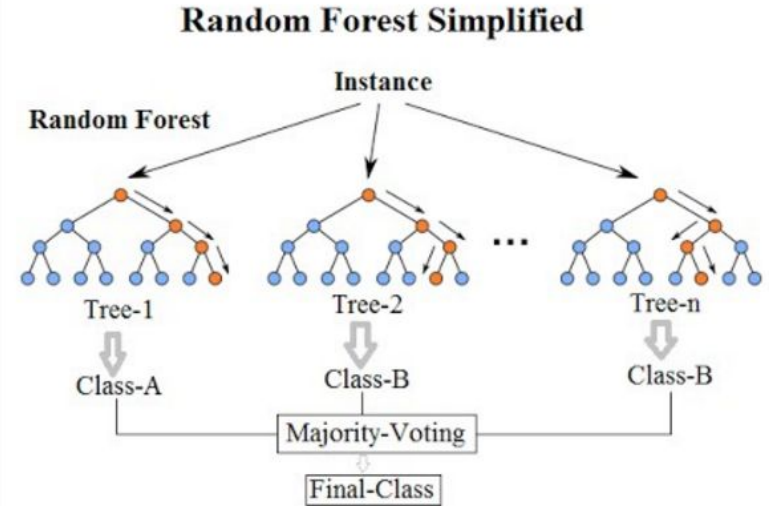 Random Forest Simplified
Instance
Random Forest
...
Tree-1
Tree-2
Tree-n
Class-A
Class-B
Class-B
Majority-Voting
Final-Class